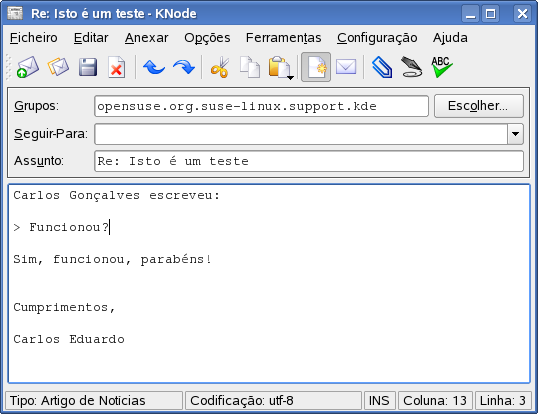 Re: Isto é um teste - KNode
Ficheiro Editar Anexar Opções Ferramentas Configuração Ajuda
ABC
Grupos: opensuse.org.suse-linux.support.kde Escolher...
Seguir-Para:
Assunto: Re: Isto é um teste
Carlos Gonçalves escreveu:
> Funcionou?
Sim, funcionou, parabéns!
Cumprimentos,
Carlos Eduardo
Tipo: Artigo de Noticias Codificação: utf-8 INS Coluna: 13 Linha: 3